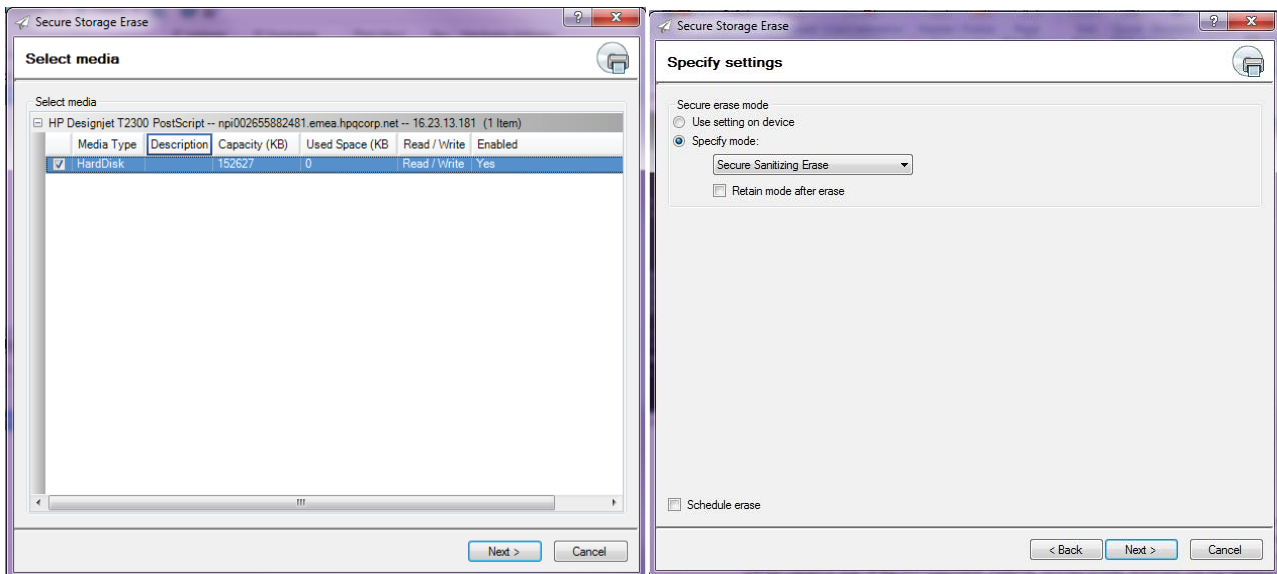 Secure Storage Erase
Select media
Select media
HP Designjet T2300 PostScript -- npi002655882481.emea.hpqcorp.net -- 16.23.13.181 (1 Item)
Media Type Description Capacity (KB) Used Space (KB Read / Write Enabled
HardDisk 152627 0 Read / Write Yes
Next > Cancel
Secure Storage Erase
Specify settings
Secure erase mode
Use setting on device
Specify mode:
Secure Sanitizing Erase
Retain mode after erase
Schedule erase
< Back Next > Cancel